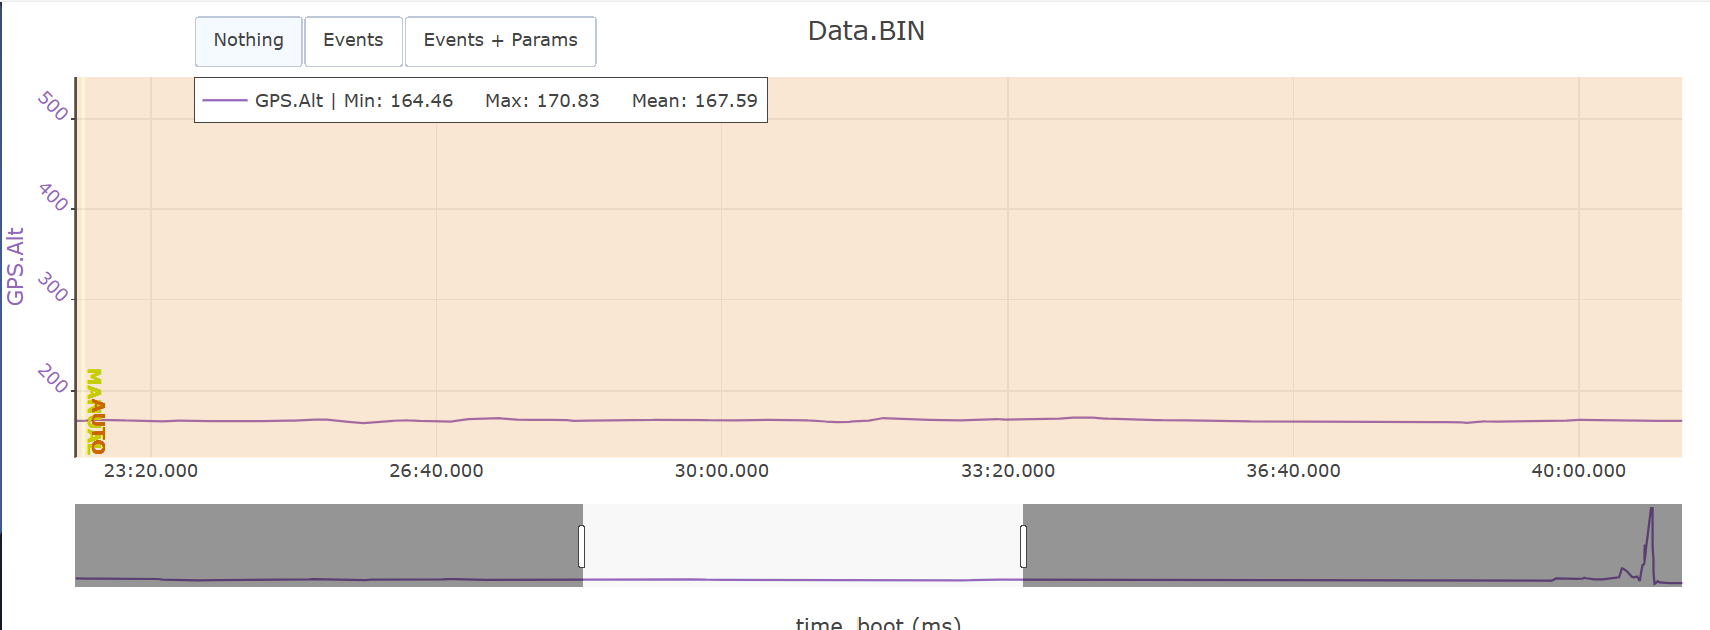 Data.BIN
Nothing Events Events + Params
GPS.Alt | Min: 164.46 Max: 170.83 Mean: 167.59
GPS.Alt
500
400
300
200
MANUAL
AUTO
23:20.000 26:40.000 30:00.000 33:20.000 36:40.000 40:00.000
time_boot (ms)